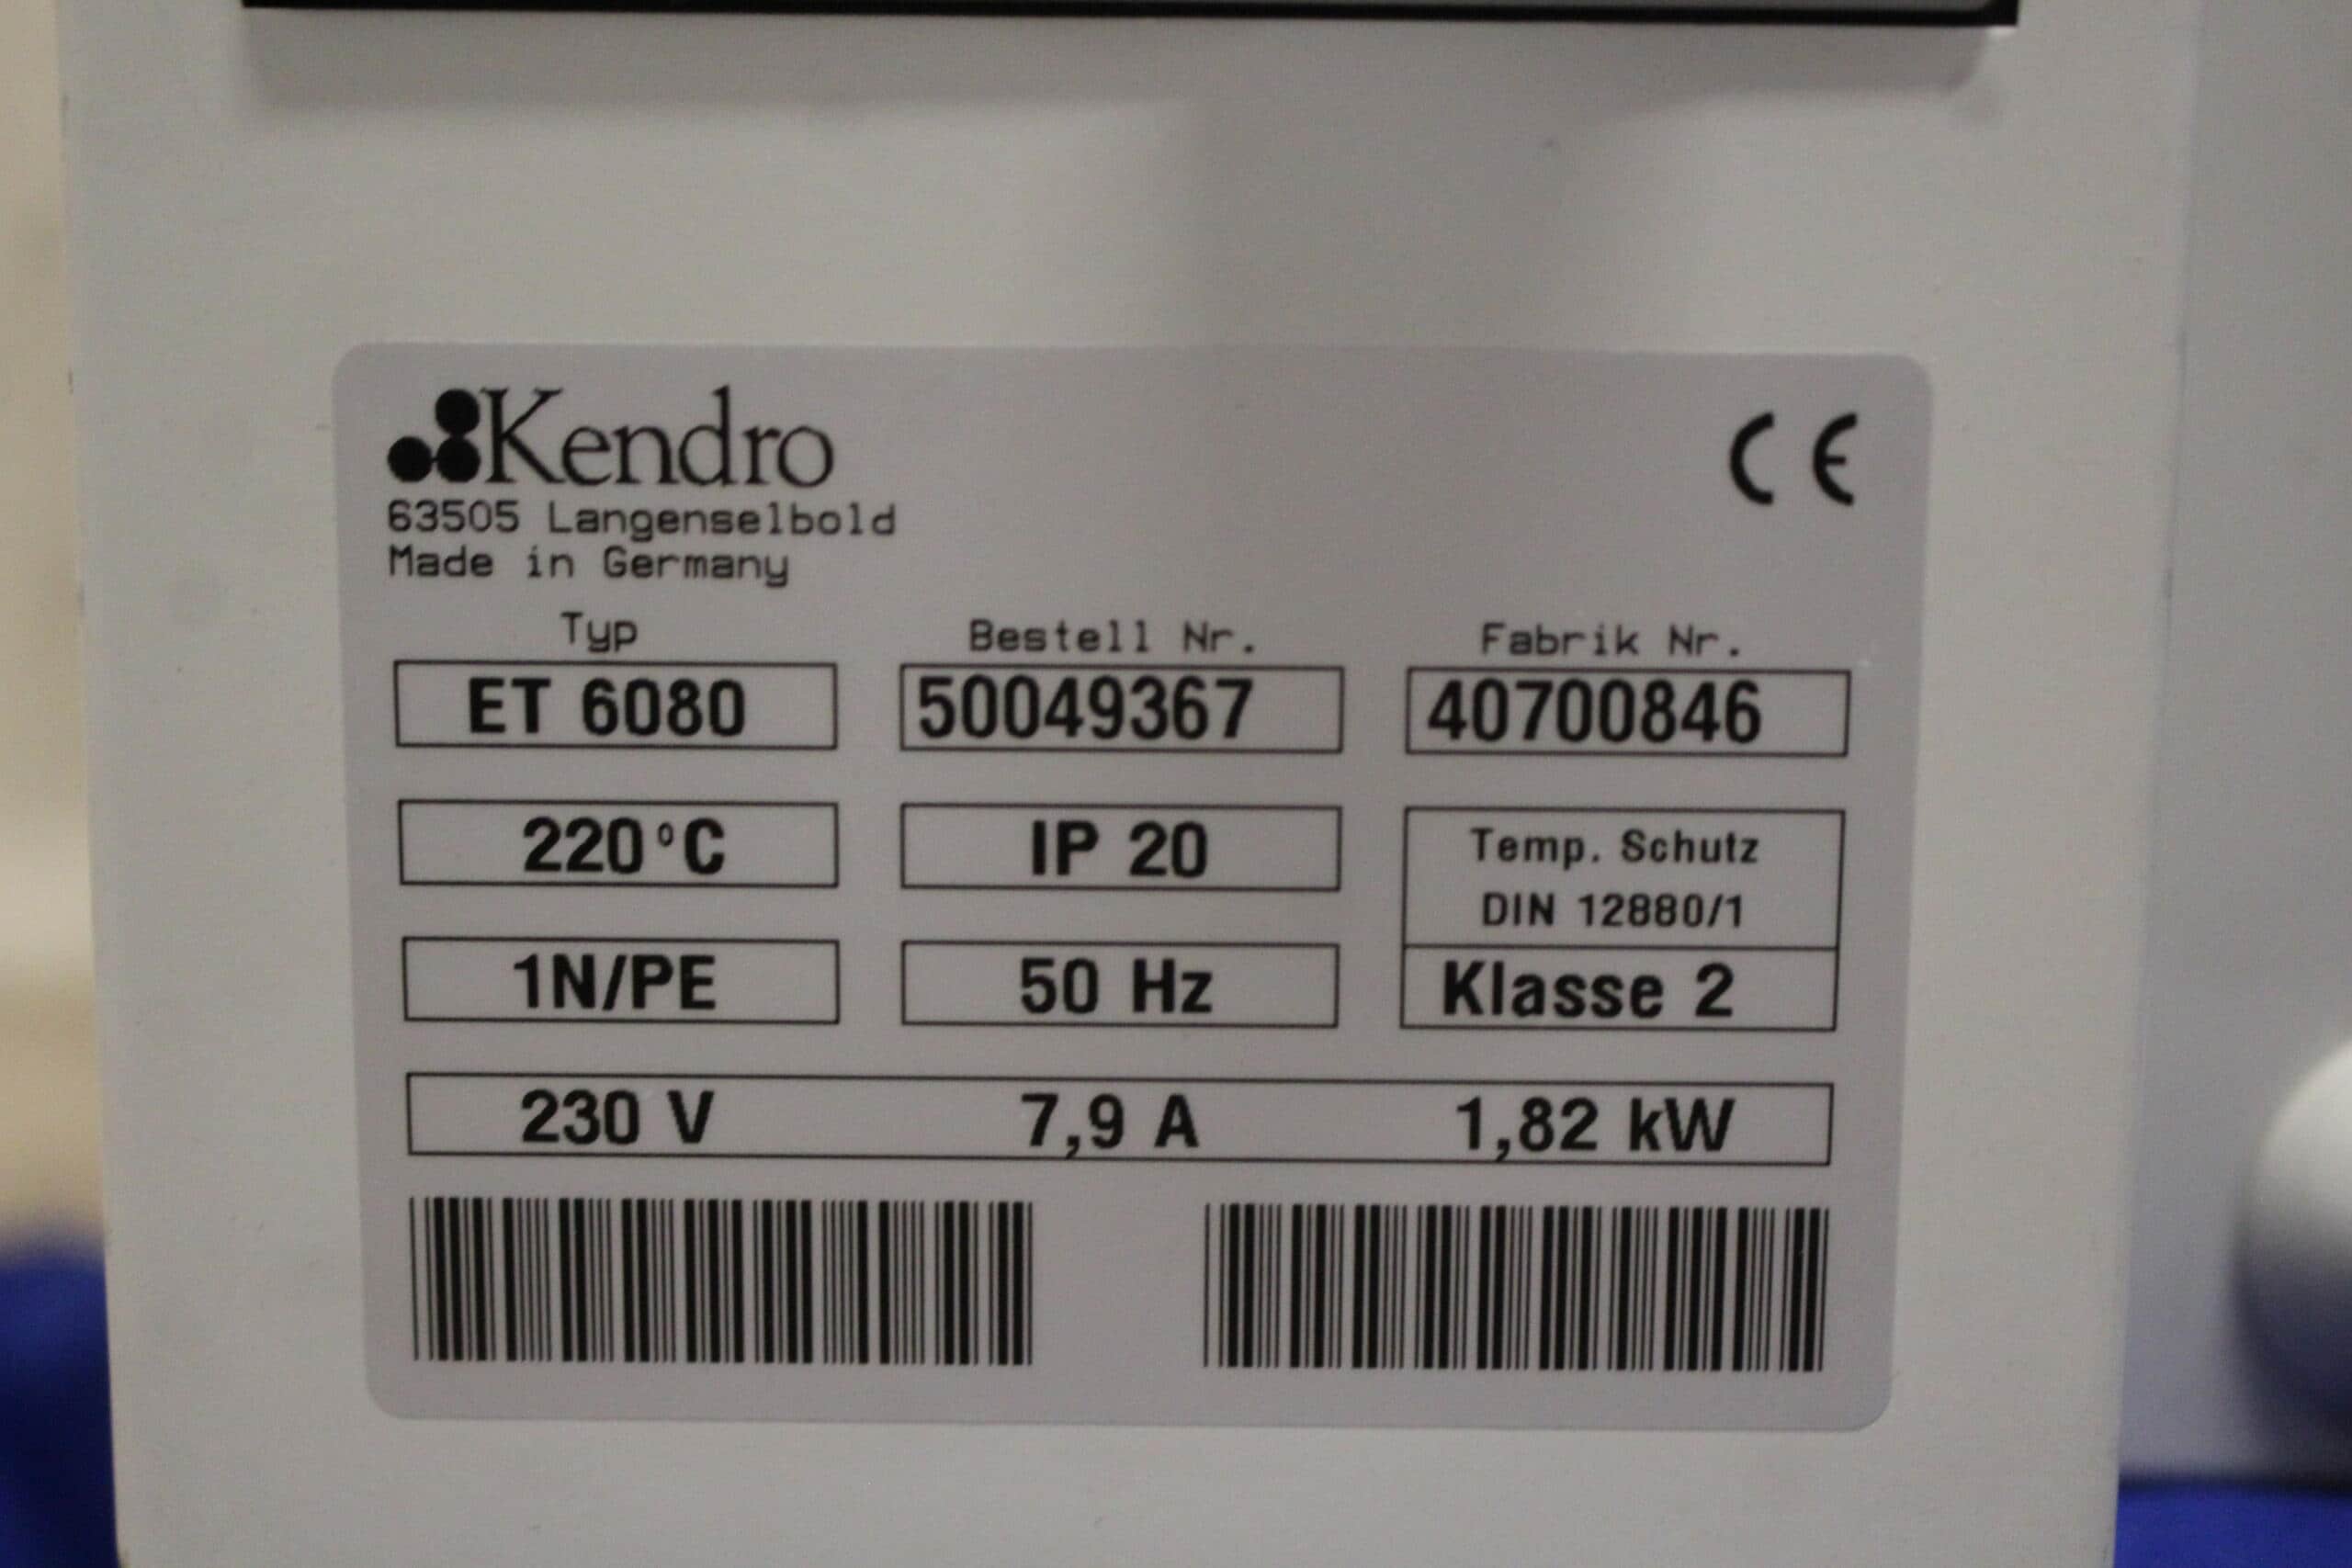 Kendro
CE
63505 Langenselbold
Made in Germany
Typ Bestell Nr. Fabrik Nr.
ET 6080 50049367 40700846
220°C IP 20 Temp. Schutz
DIN 12880/1
1N/PE 50 Hz Klasse 2
230 V 7,9 A 1,82 kW